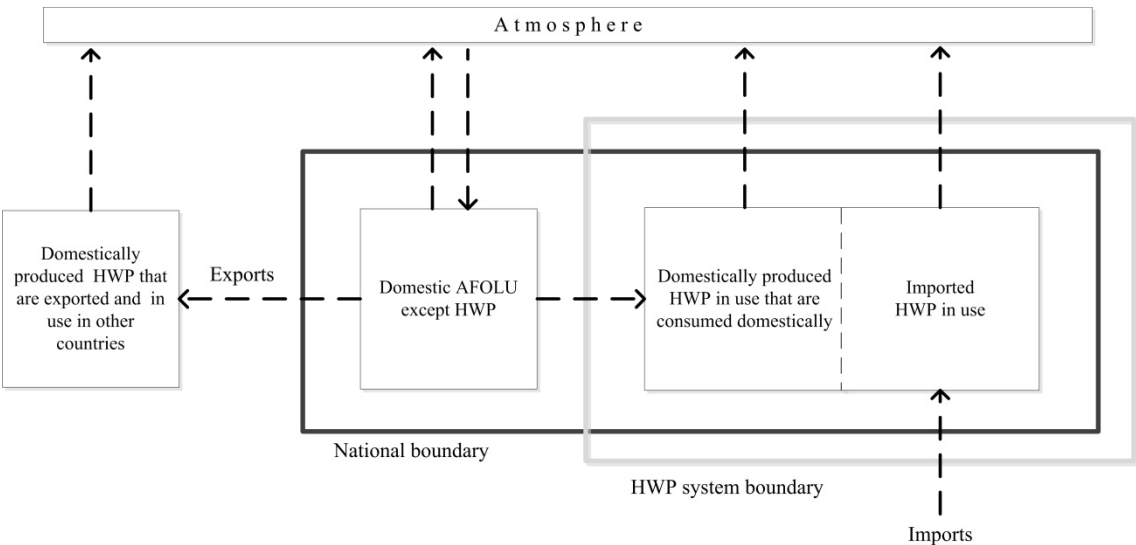 Atmosphere
Domestically
produced HWP that
are exported and in
use in other
countries
Exports
Domestic AFOLU
except HWP
Domestically produced
HWP in use that are
consumed domestically
Imported
HWP in use
National boundary
HWP system boundary
Imports